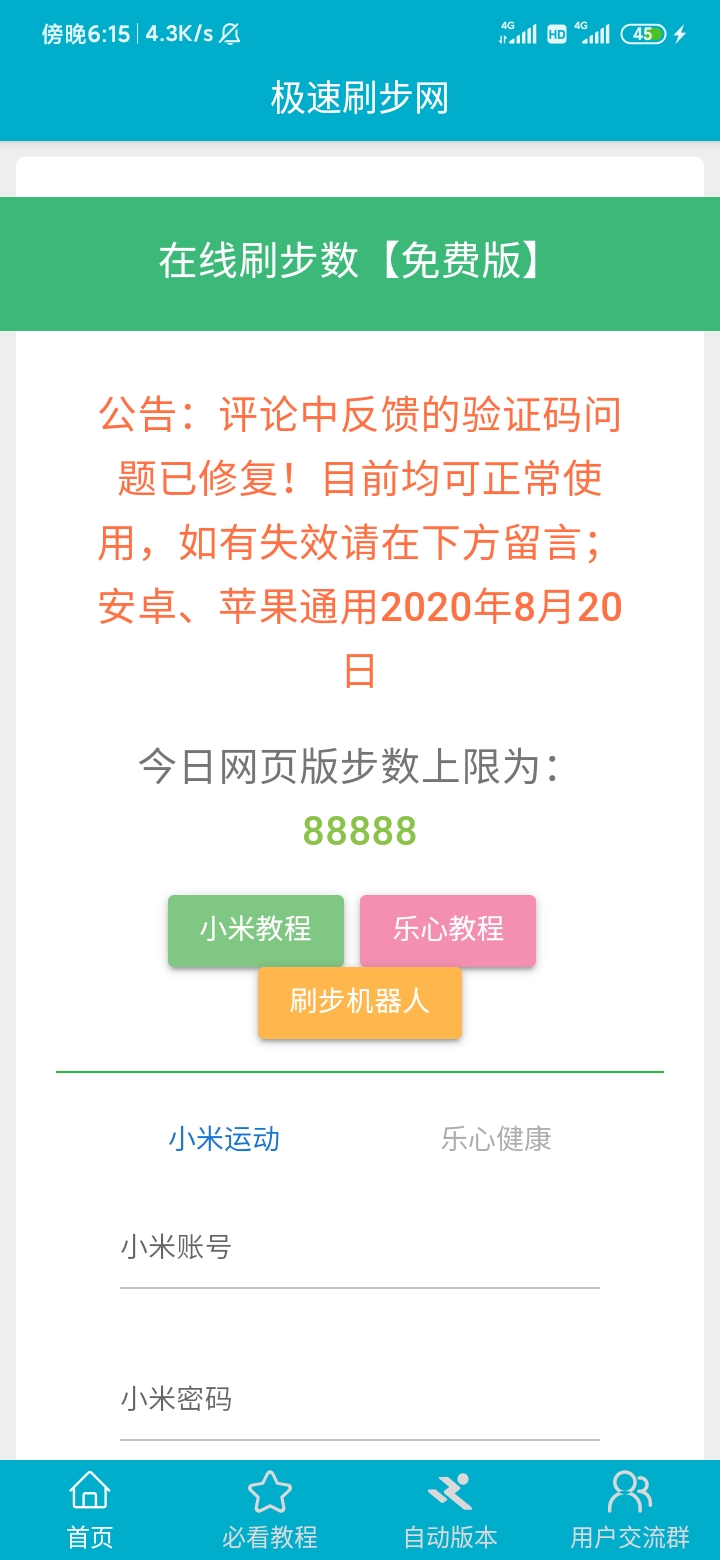 傍晚6:15 4.3K/s 4G HD 4G 45
极速刷步网
在线刷步数【免费版】
公告：评论中反馈的验证码问
题已修复！目前均可正常使
用，如有失效请在下方留言；
安卓、苹果通用2020年8月20
日
今日网页版步数上限为：
88888
小米教程 乐心教程
刷步机器人
小米运动 乐心健康
小米账号
小米密码
首页 必看教程 自动版本 用户交流群